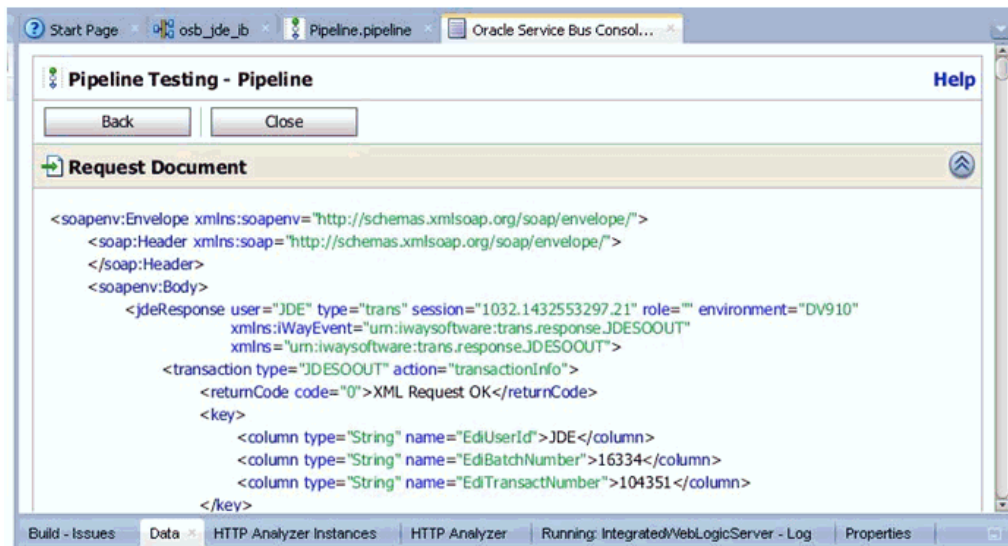 Start Page osb_jde_ib Pipeline.pipeline Oracle Service Bus Consol...
Pipeline Testing - Pipeline Help
Back Close
Request Document
<soapenv:Envelope xmlns:soapenv="http://schemas.xmlsoap.org/soap/envelope/">
<soap:Header xmlns:soap="http://schemas.xmlsoap.org/soap/envelope/">
</soap:Header>
<soapenv:Body>
<jdeResponse user="JDE" type="trans" session="1032.1432553297.21" role="" environment="DV910"
xmlns:iWayEvent="urn:iwaysoftware:trans.response.JDESOOUT"
xmlns="urn:iwaysoftware:trans.response.JDESOOUT">
<transaction type="JDESOOUT" action="transactionInfo">
<returnCode code="0">XML Request OK</returnCode>
<key>
<column type="String" name="EdiUserId">JDE</column>
<column type="String" name="EdiBatchNumber">16334</column>
<column type="String" name="EdiTransactNumber">104351</column>
</key>
Build - Issues Data HTTP Analyzer Instances HTTP Analyzer Running: IntegratedWebLogicServer - Log Properties